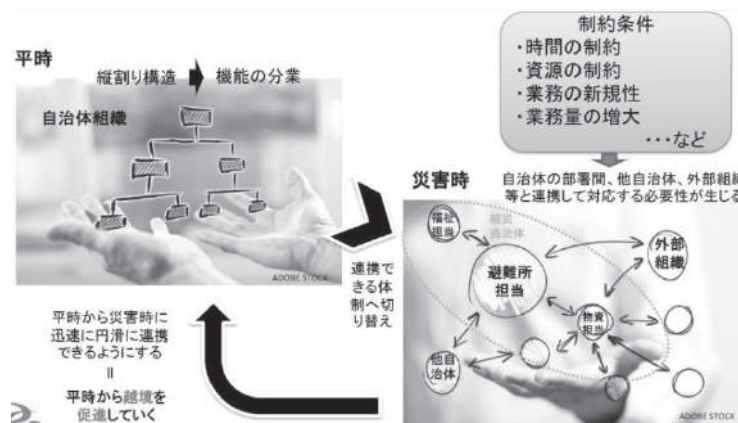 制約条件
・時間の制約
・資源の制約
・業務の新規性
・業務量の増大
・・・など
平時
縦割り構造
機能の分業
自治体組織
ADOBE STOCK
連携で
きる体
制へ切
り替え
災害時
自治体の部署間、他自治体、外部組織
等と連携して対応する必要性が生じる
福祉
担当
被災
自治体
避難所
担当
外部
組織
物資
担当
他自
治体
ADOBE STOCK
平時から災害時に
迅速に円滑に連携
できるようにする
=
平時から越境を
促進していく